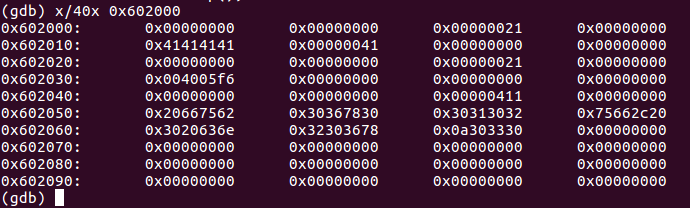 (gdb) x/40x 0x602000
0x602000: 0x00000000 0x00000000 0x00000021 0x00000000
0x602010: 0x41414141 0x00000041 0x00000000 0x00000000
0x602020: 0x00000000 0x00000000 0x00000021 0x00000000
0x602030: 0x004005f6 0x00000000 0x00000000 0x00000000
0x602040: 0x00000000 0x00000000 0x00000411 0x00000000
0x602050: 0x20667562 0x30367830 0x30313032 0x75662c20
0x602060: 0x3020636e 0x32303678 0x0a303330 0x00000000
0x602070: 0x00000000 0x00000000 0x00000000 0x00000000
0x602080: 0x00000000 0x00000000 0x00000000 0x00000000
0x602090: 0x00000000 0x00000000 0x00000000 0x00000000
(gdb)